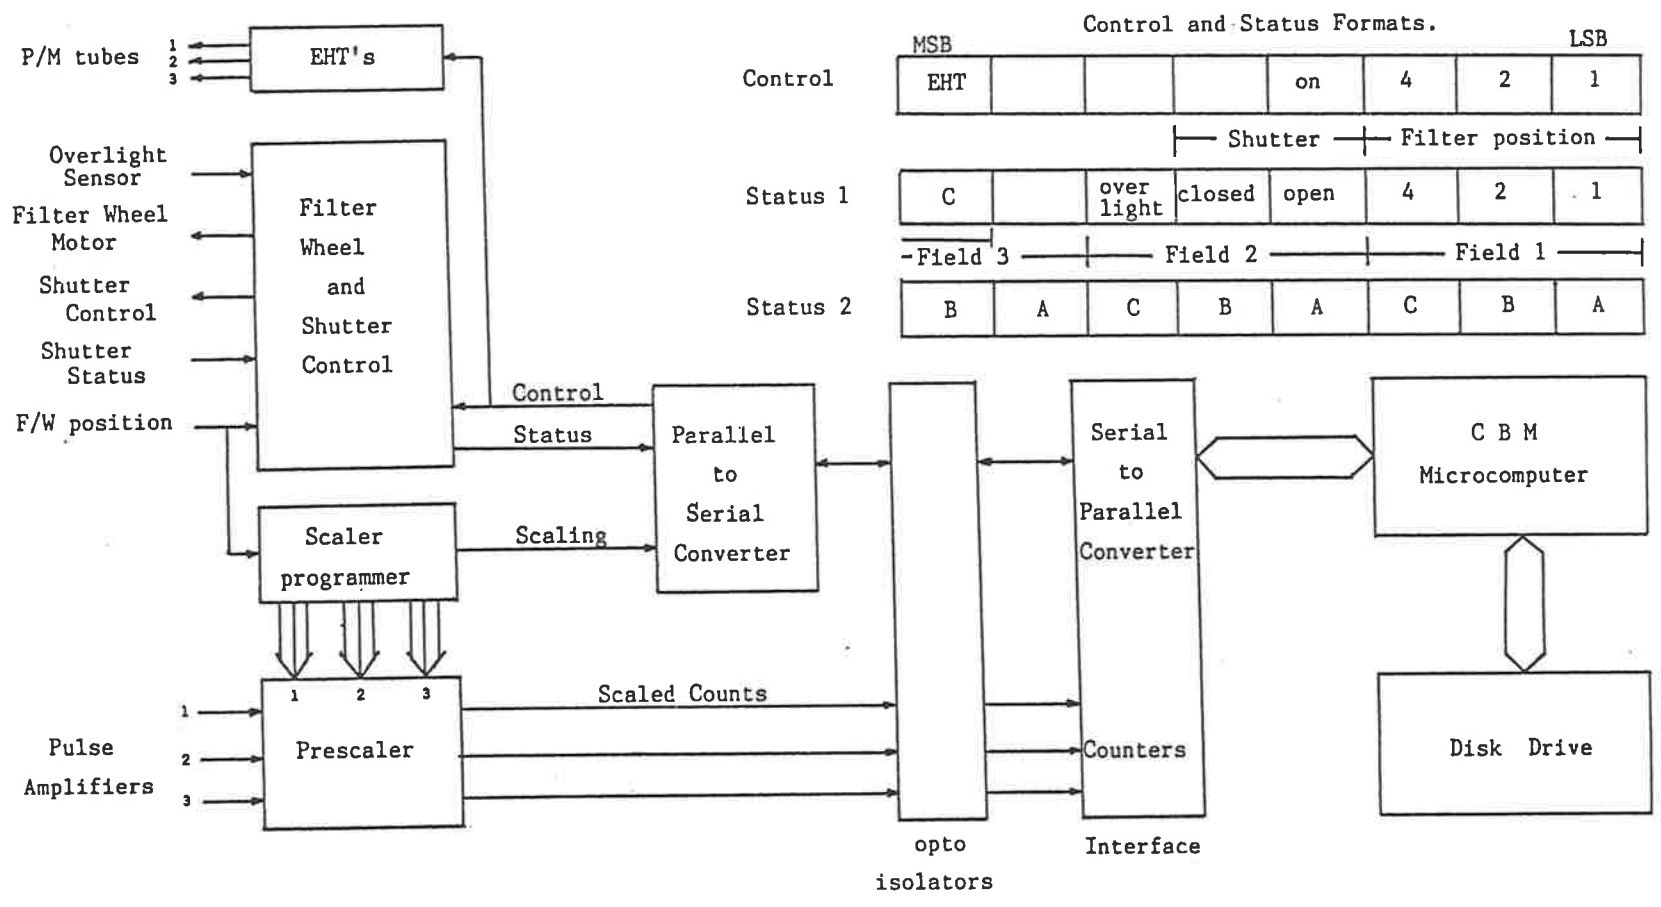 Control and Status Formats.
MSB
LSB
Control
EHT
on
4
2
1
Shutter
Filter position
Status 1
C
over
light
closed
open
4
2
1
Field 3
Field 2
Field 1
Status 2
B
A
C
B
A
C
B
A
P/M tubes
1
2
3
EHT's
Overlight
Sensor
Filter Wheel
Motor
Shutter
Control
Shutter
Status
F/W position
Filter
Wheel
and
Shutter
Control
Control
Status
Scaler
programmer
Scaling
Parallel
to
Serial
Converter
Serial
to
Parallel
Converter
C B M
Microcomputer
1
2
3
Pulse
Amplifiers
1
2
3
Prescaler
Scaled Counts
Counters
Disk Drive
opto
isolators
Interface